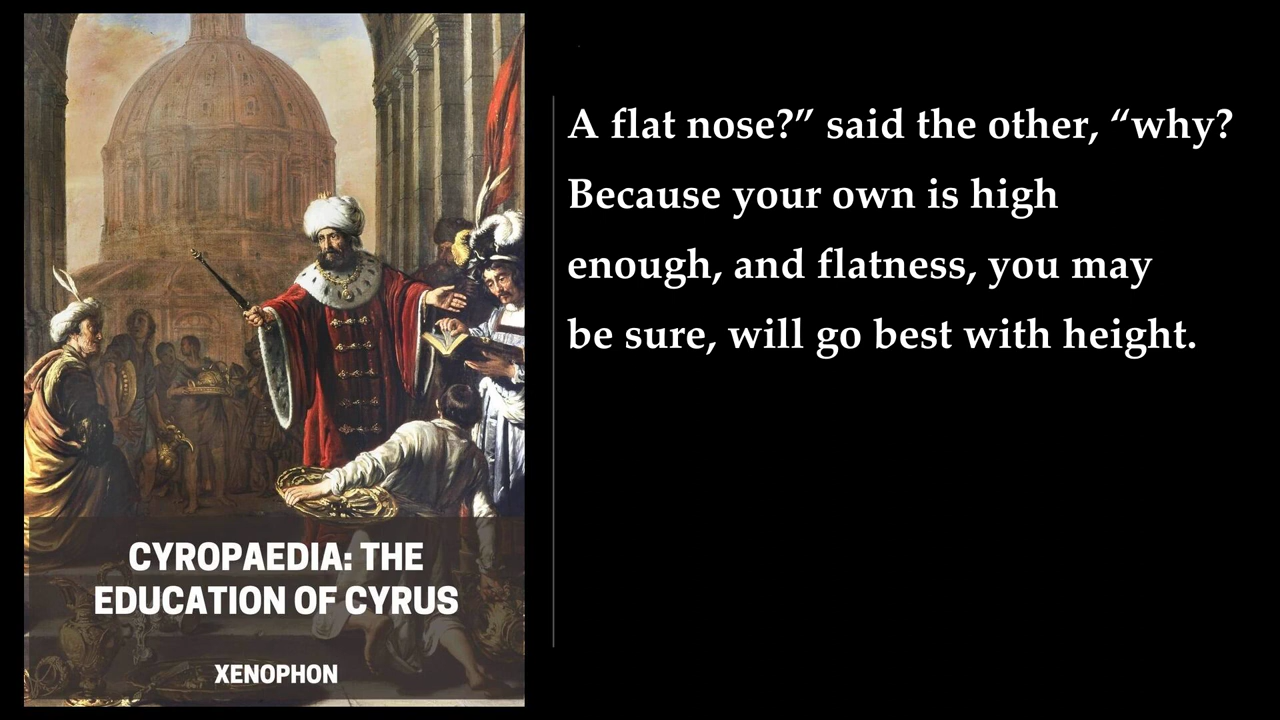 CYROPAEDIA: THE
EDUCATION OF CYRUS
XENOPHON
A flat nose?” said the other, “why?
Because your own is high
enough, and flatness, you may
be sure, will go best with height.